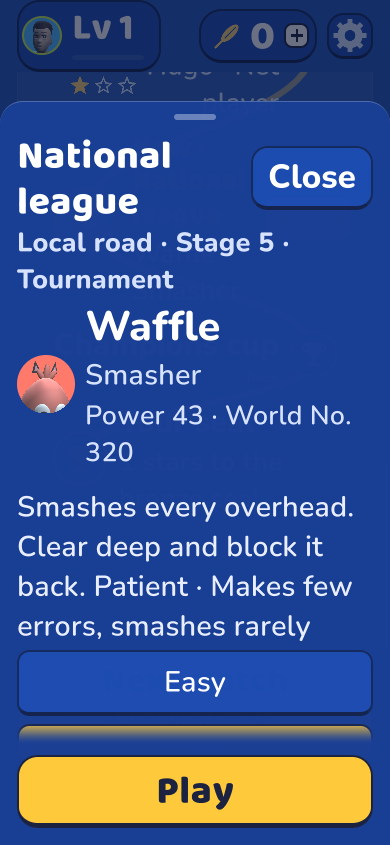 Lv 1
0
National
league
Close
Local road · Stage 5 ·
Tournament
Waffle
Smasher
Power 43 · World No.
320
Smashes every overhead.
Clear deep and block it
back. Patient · Makes few
errors, smashes rarely
Easy
Play